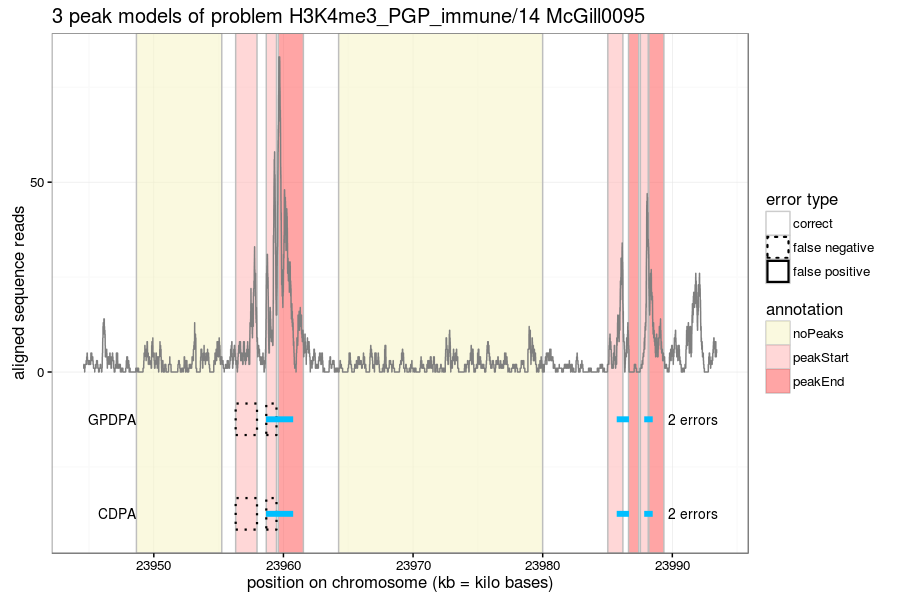 3 peak models of problem H3K4me3_PGP_immune/14 McGill0095
aligned sequence reads
50
0
GPDPA
2 errors
CDPA
2 errors
23950
23960
23970
23980
23990
position on chromosome (kb = kilo bases)
error type
correct
false negative
false positive
annotation
noPeaks
peakStart
peakEnd